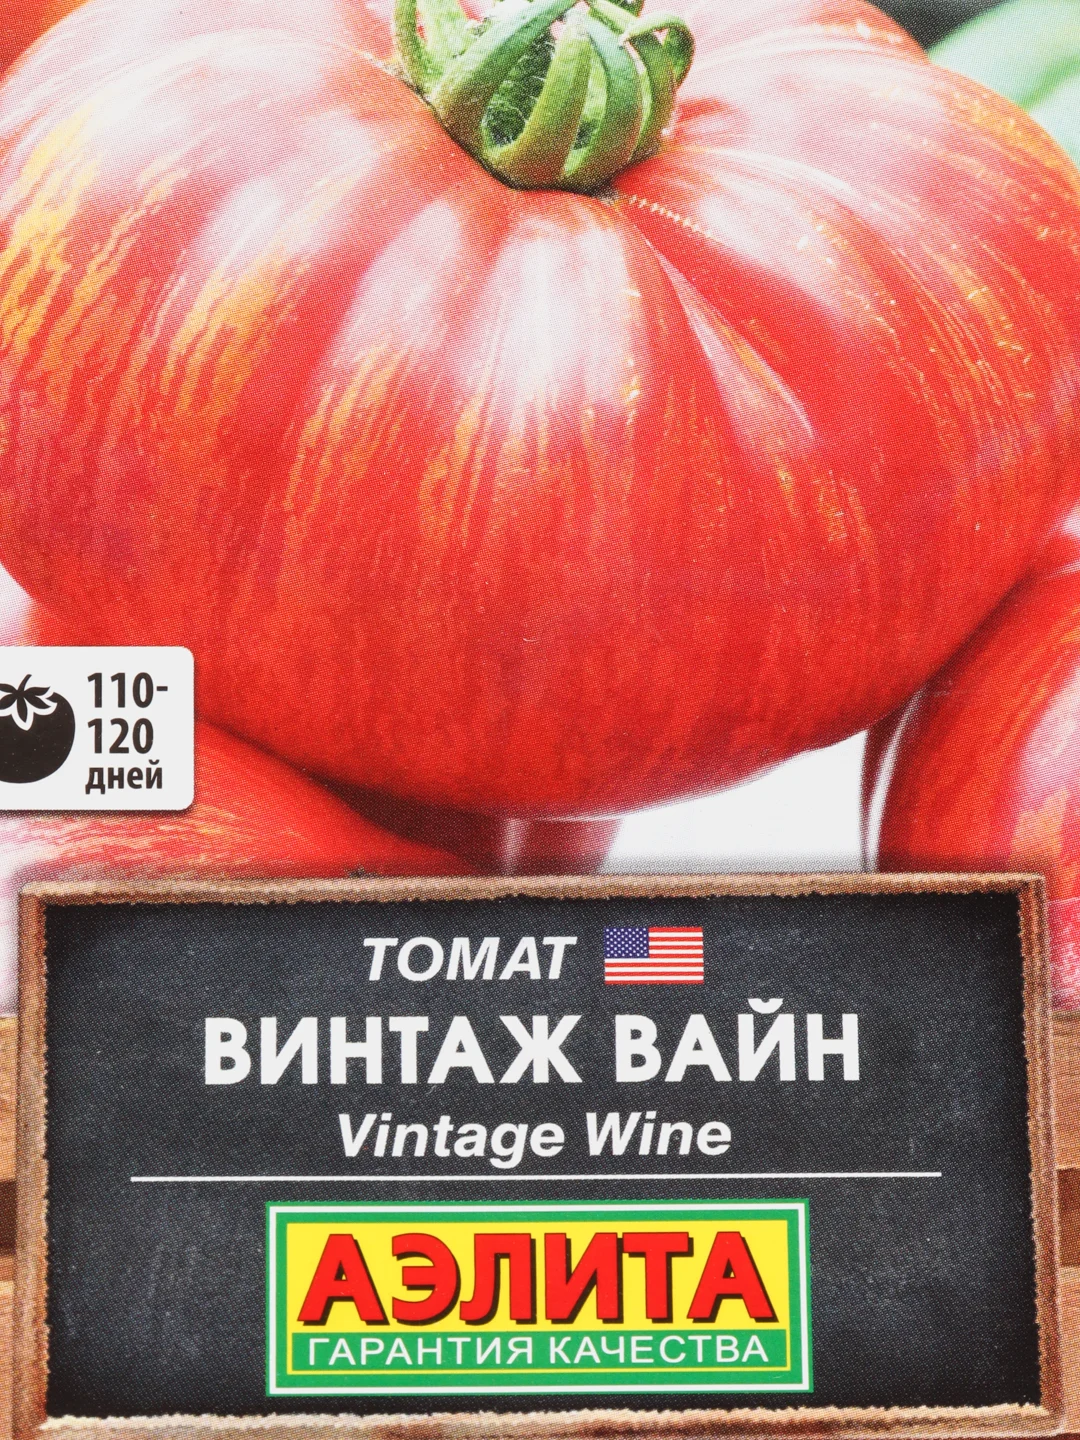 110-
120
дней
ТОМАТ
ВИНТАЖ ВАЙН
Vintage Wine
АЭЛИТА
ГАРАНТИЯ КАЧЕСТВА